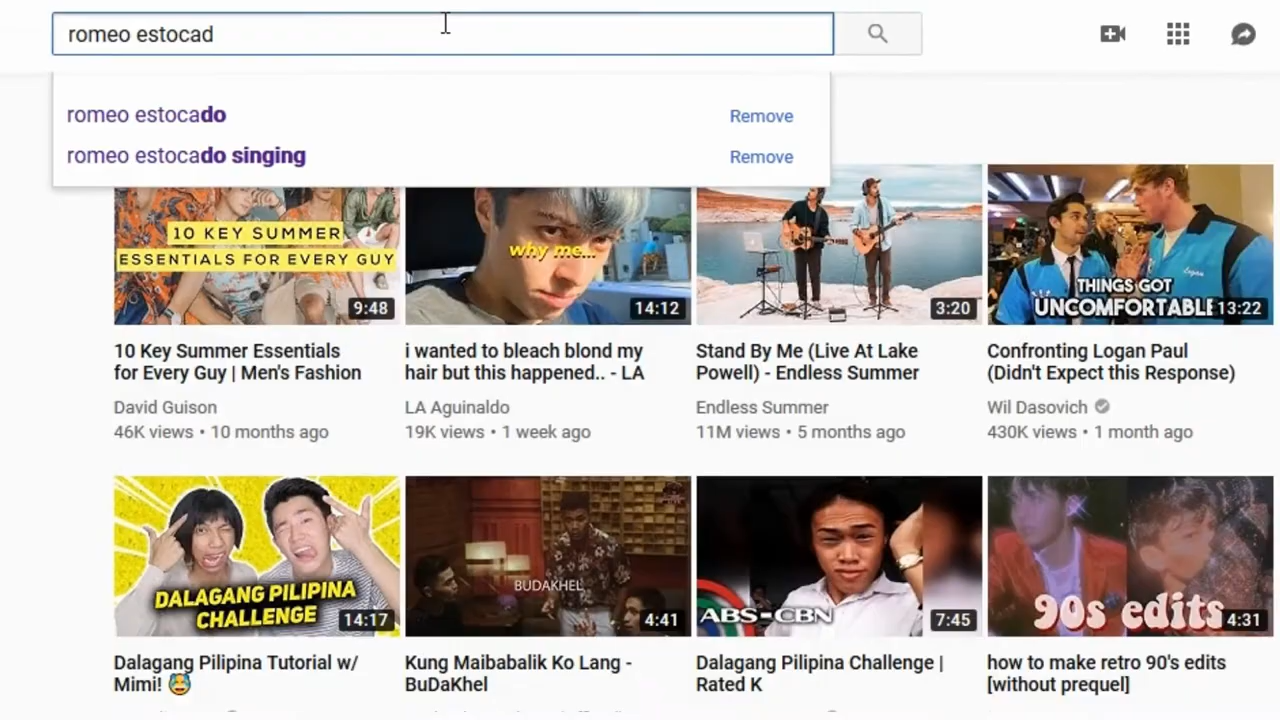 romeo estocad
romeo estocado Remove
romeo estocado singing Remove
10 KEY SUMMER
ESSENTIALS FOR EVERY GUY
9:48
why me...
14:12
3:20
THINGS GOT
UNCOMFORTABLE
13:22
Logan
10 Key Summer Essentials
for Every Guy | Men's Fashion
David Guison
46K views • 10 months ago
i wanted to bleach blond my
hair but this happened.. - LA
LA Aguinaldo
19K views • 1 week ago
Stand By Me (Live At Lake
Powell) - Endless Summer
Endless Summer
11M views • 5 months ago
Confronting Logan Paul
(Didn't Expect this Response)
Wil Dasovich
430K views • 1 month ago
DALAGANG PILIPINA
CHALLENGE
14:17
BUDAKHEL
4:41
ABS-CBN
7:45
90s edits
4:31
Dalagang Pilipina Tutorial w/
Mimi! 😰
Kung Maibabalik Ko Lang -
BuDaKhel
Dalagang Pilipina Challenge |
Rated K
how to make retro 90's edits
[without prequel]